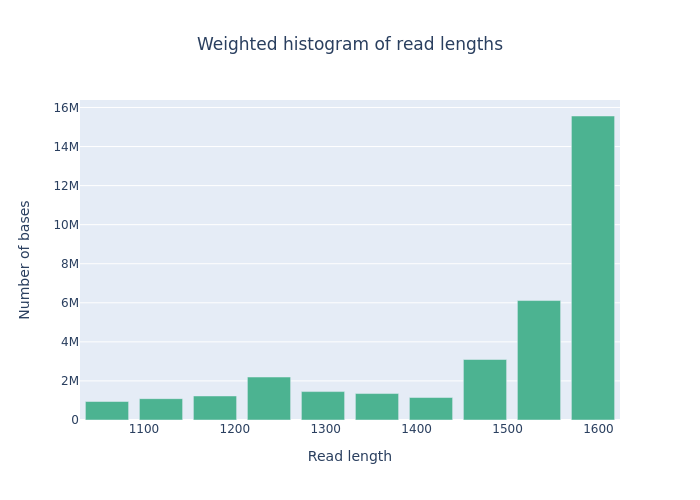 Weighted histogram of read lengths
16M
14M
12M
10M
8M
6M
4M
2M
0
Number of bases
1100 1200 1300 1400 1500 1600
Read length